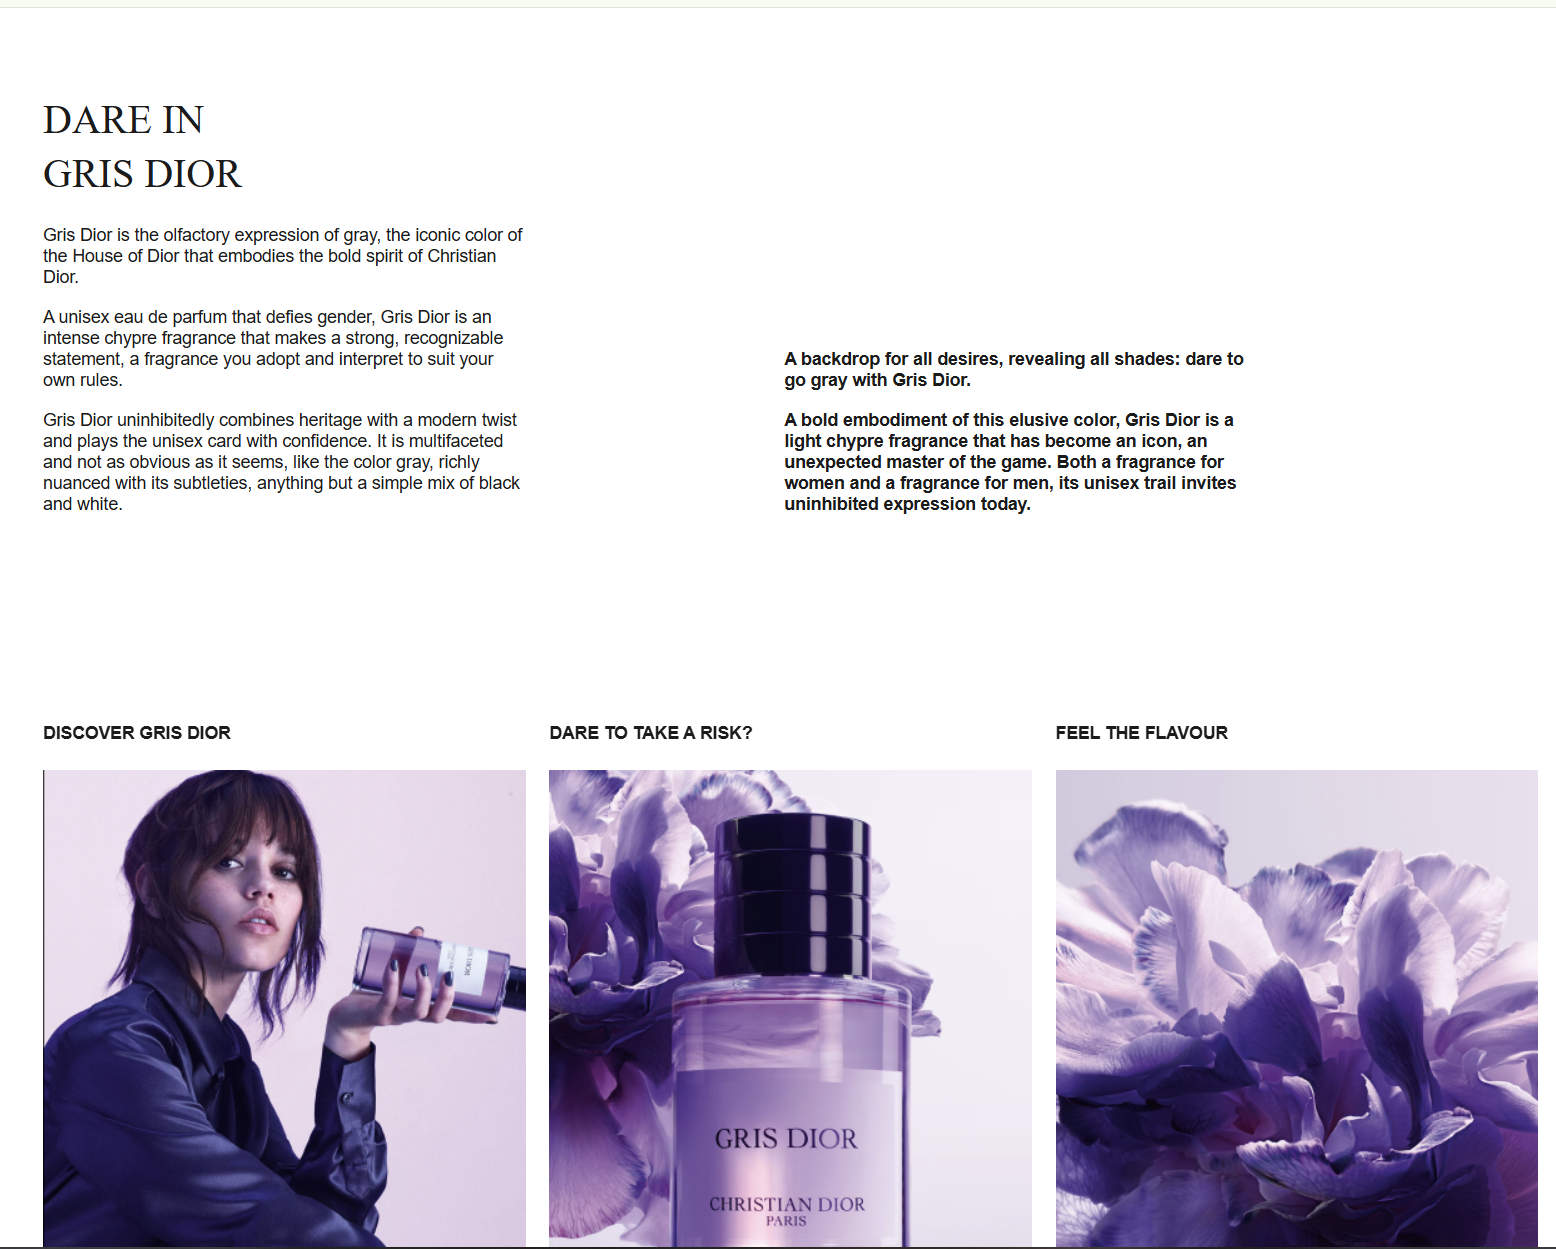 DARE IN
GRIS DIOR
Gris Dior is the olfactory expression of gray, the iconic color of
the House of Dior that embodies the bold spirit of Christian
Dior.
A unisex eau de parfum that defies gender, Gris Dior is an
intense chypre fragrance that makes a strong, recognizable
statement, a fragrance you adopt and interpret to suit your
own rules.
Gris Dior uninhibitedly combines heritage with a modern twist
and plays the unisex card with confidence. It is multifaceted
and not as obvious as it seems, like the color gray, richly
nuanced with its subtleties, anything but a simple mix of black
and white.
A backdrop for all desires, revealing all shades: dare to
go gray with Gris Dior.
A bold embodiment of this elusive color, Gris Dior is a
light chypre fragrance that has become an icon, an
unexpected master of the game. Both a fragrance for
women and a fragrance for men, its unisex trail invites
uninhibited expression today.
DISCOVER GRIS DIOR
DARE TO TAKE A RISK?
FEEL THE FLAVOUR
GRIS DIOR
CHRISTIAN DIOR
PARIS